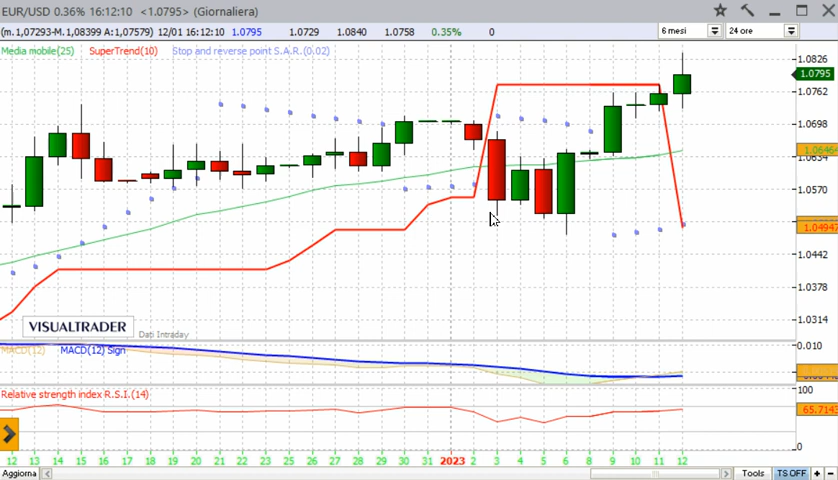 EUR/USD 0.36% 16:12:10 <1.0795> (Giornaliera)
(m.1,07293-M.1,08399 A:1,07579) 12/01 16:12:10 1.0795 1.0729 1.0840 1.0758 0.35% 0 6 mesi 24 ore
Media mobile(25) SuperTrend(10) Stop and reverse point S.A.R.(0.02)
1.0826
1.0795
1.0762
1.0698
1.0634
1.0570
1.04947
1.0442
1.0378
1.0314
VISUALTRADER
Dati Intraday
MACD(12) MACD(12) Sign
0.010
Relative strength index R.S.I.(14)
100
65.7143
0
12 13 14 15 16 17 18 19 20 21 22 23 24 25 26 27 28 29 30 31 2023 2 3 4 5 6 7 8 9 10 11 12
Aggiorna Tools TS OFF + -